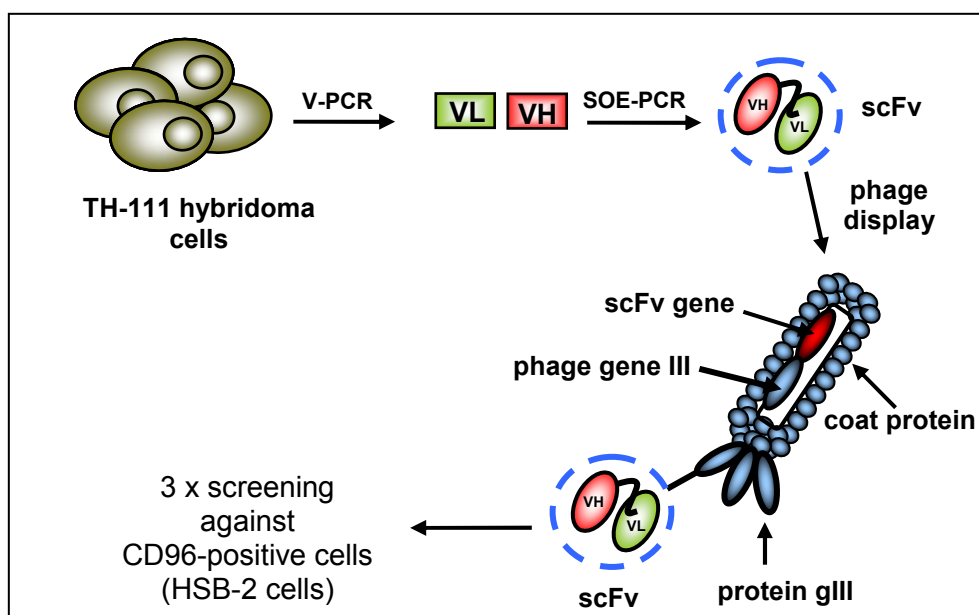 V-PCR
VL VH
SOE-PCR
VH
VL
scFv
TH-111 hybridoma
cells
phage
display
scFv gene
phage gene III
coat protein
3 x screening
against
CD96-positive cells
(HSB-2 cells)
VH
VL
scFv
protein gIII